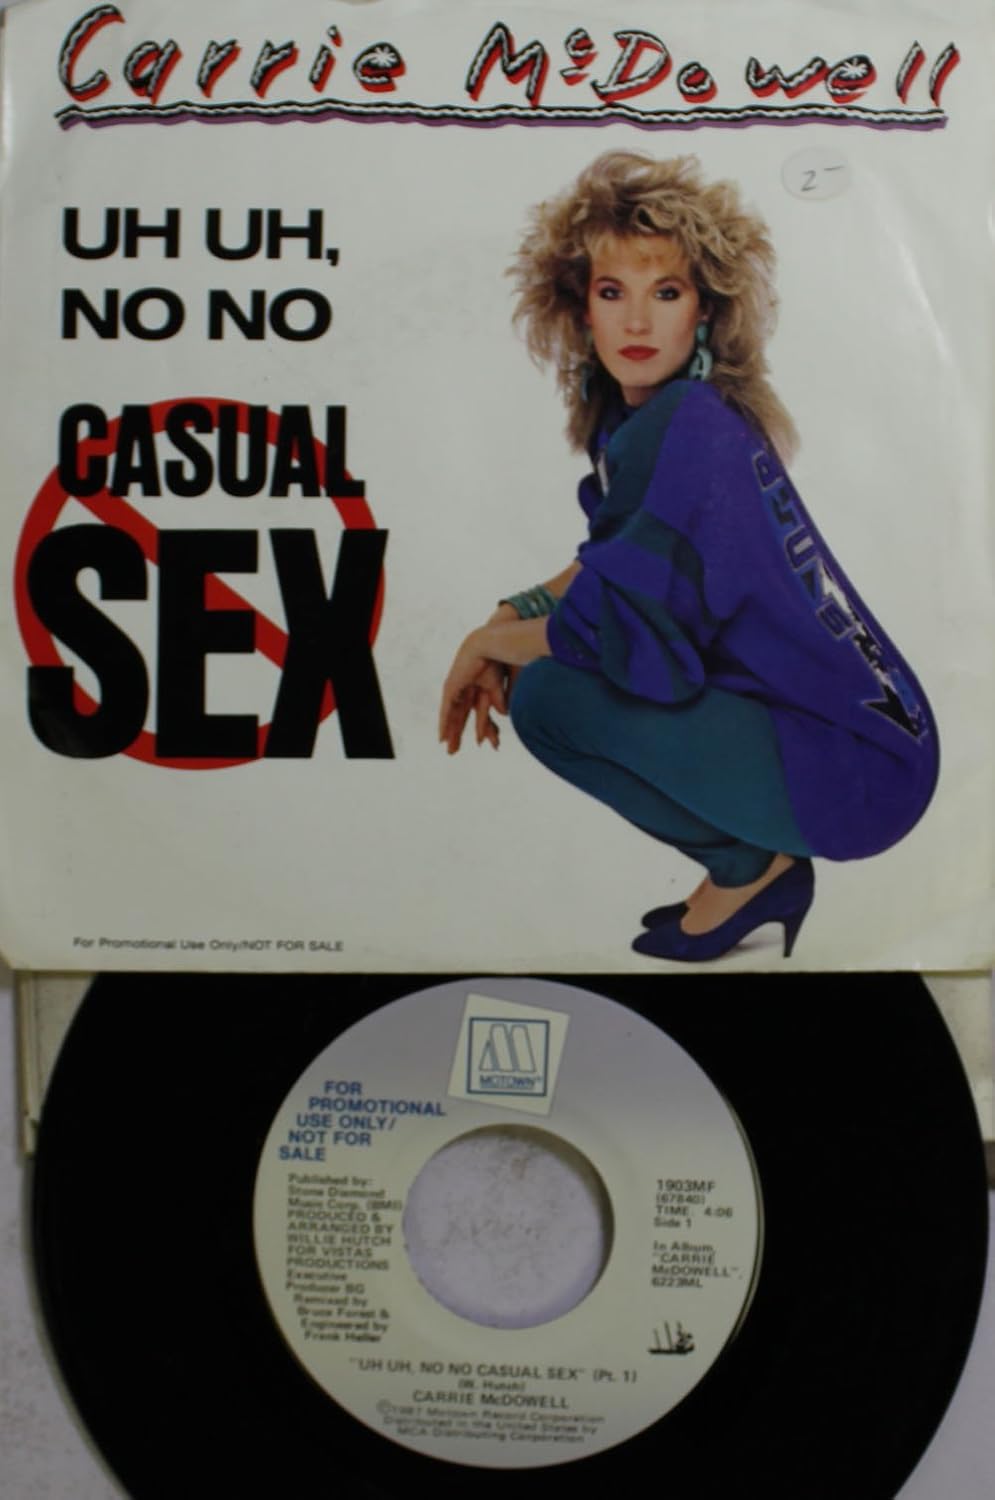 Carrie McDowell
2-
UH UH,
NO NO
CASUAL
SEX
For Promotional Use Only/NOT FOR SALE
M
MOTOWN®
FOR
PROMOTIONAL
USE ONLY/
NOT FOR
SALE
Published by:
Stone Diamond
Music Corp. (BMI)
PRODUCED &
ARRANGED BY
WILLIE HUTCH
FOR VISTAS
PRODUCTIONS
Executive
Producer BG
Remixed by
Bruce Forest &
Engineered by
Frank Heller
1903MF
(67840)
TIME: 4:06
Side 1
In Album,
"CARRIE
McDOWELL",
6223ML
"UH UH, NO NO CASUAL SEX" (Pt. 1)
(W. Hutch)
CARRIE McDOWELL
©1987 Motown Record Corporation
Distributed in the United States by
MCA Distributing Corporation